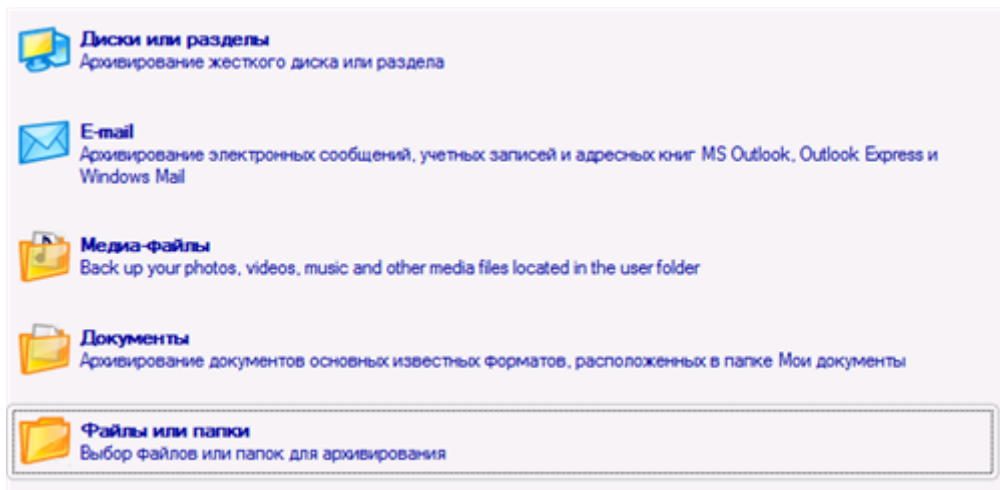 Диски или разделы
Архивирование жесткого диска или раздела
E-mail
Архивирование электронных сообщений, учетных записей и адресных книг MS Outlook, Outlook Express и
Windows Mail
Медиа-файлы
Back up your photos, videos, music and other media files located in the user folder
Документы
Архивирование документов основных известных форматов, расположенных в папке Мои документы
Файлы или папки
Выбор файлов или папок для архивирования